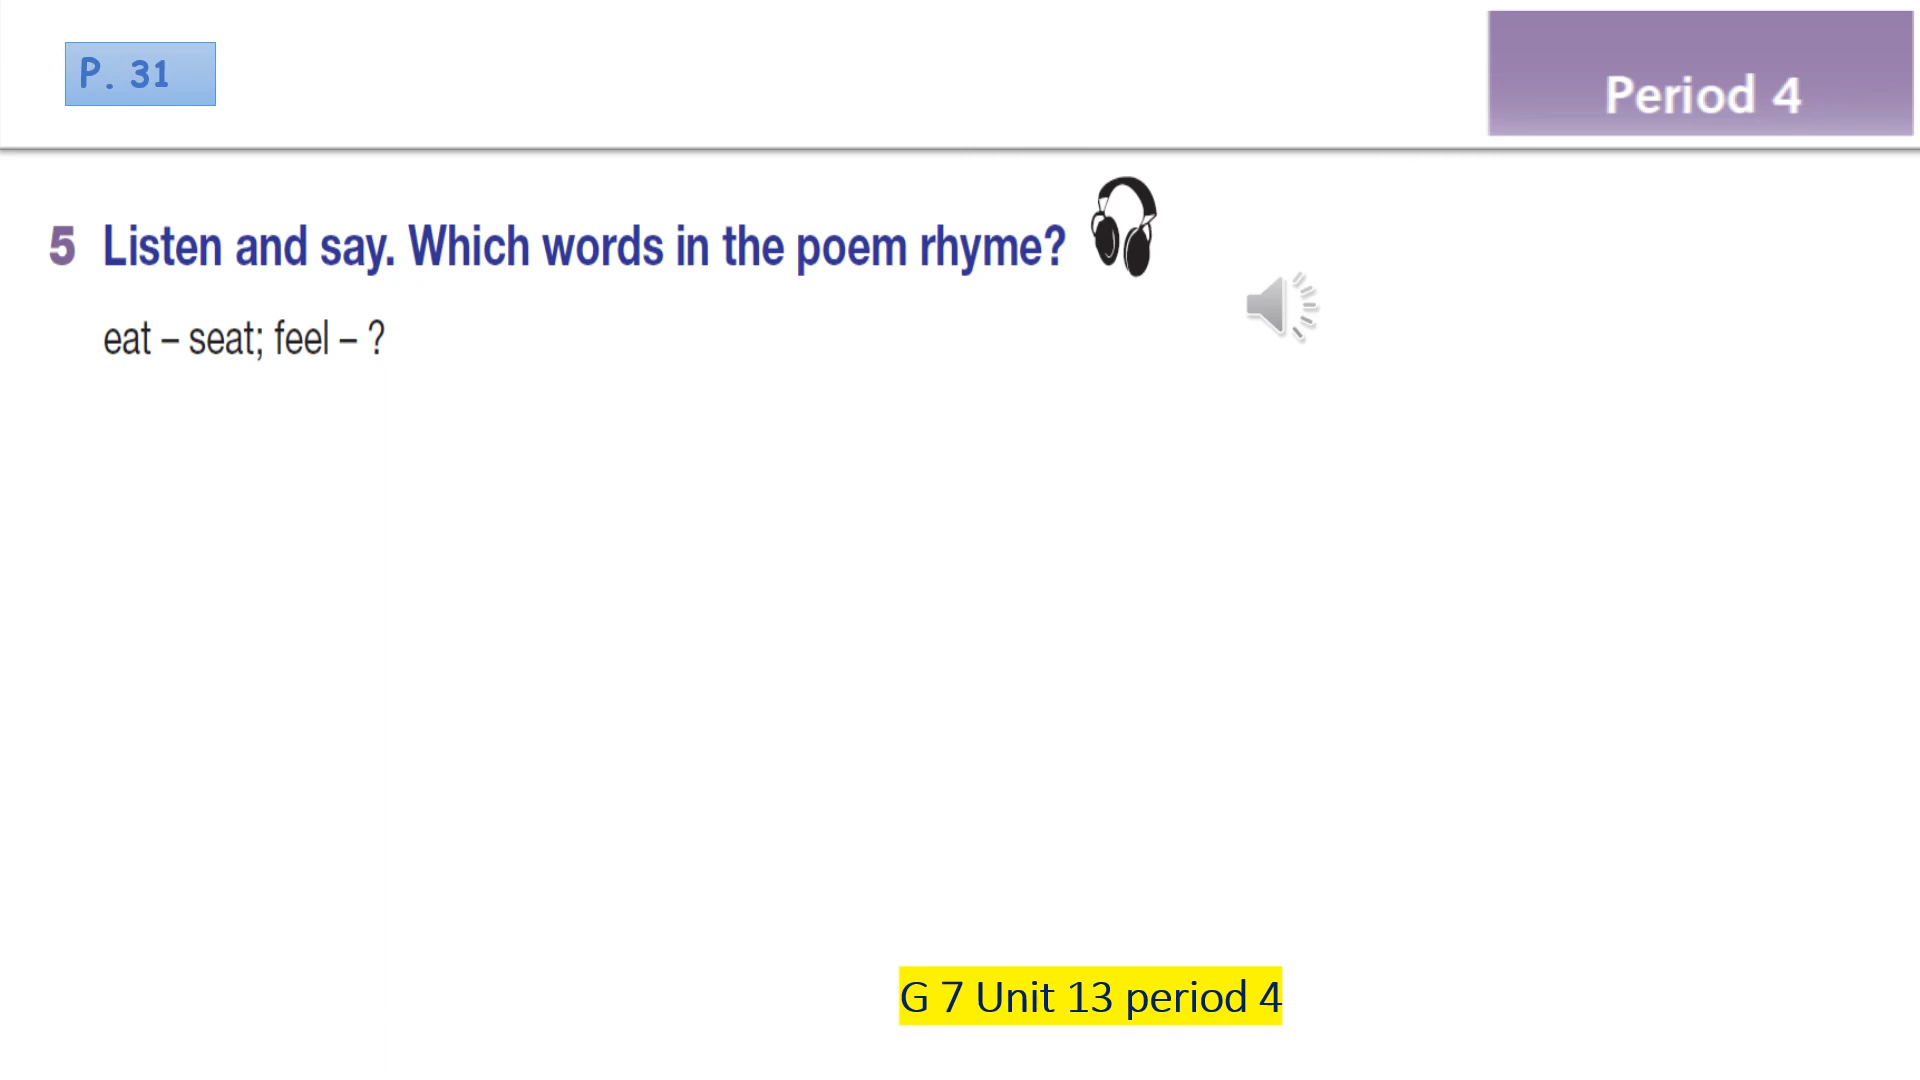 P. 31
Period 4
5 Listen and say. Which words in the poem rhyme?
eat – seat; feel – ?
G 7 Unit 13 period 4